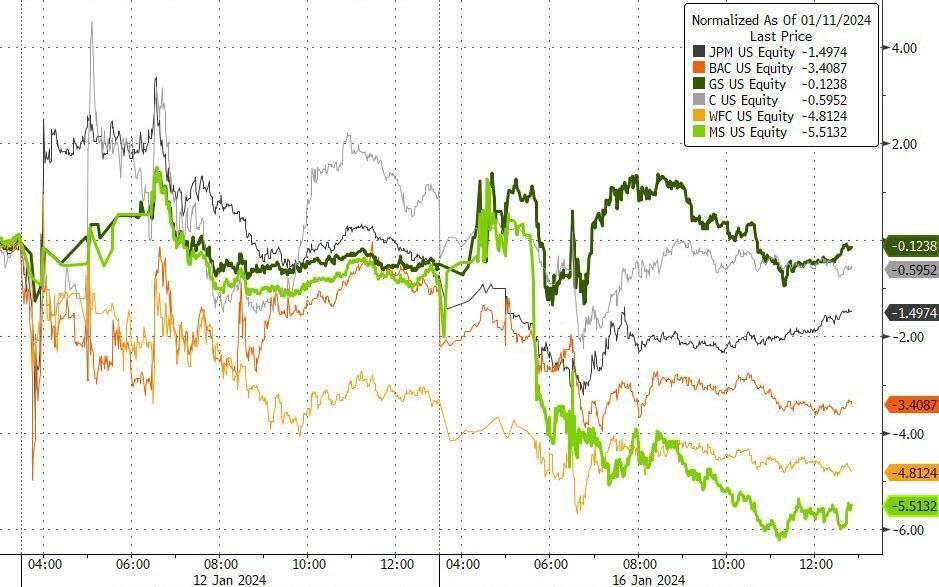 Normalized As Of 01/11/2024
Last Price
JPM US Equity -1.4974
BAC US Equity -3.4087
GS US Equity -0.1238
C US Equity -0.5952
WFC US Equity -4.8124
MS US Equity -5.5132
4.00
2.00
-0.1238
-0.5952
-1.4974
-2.00
-3.4087
-4.00
-4.8124
-5.5132
-6.00
04:00 06:00 08:00 10:00 12:00 04:00 06:00 08:00 10:00 12:00
12 Jan 2024 16 Jan 2024